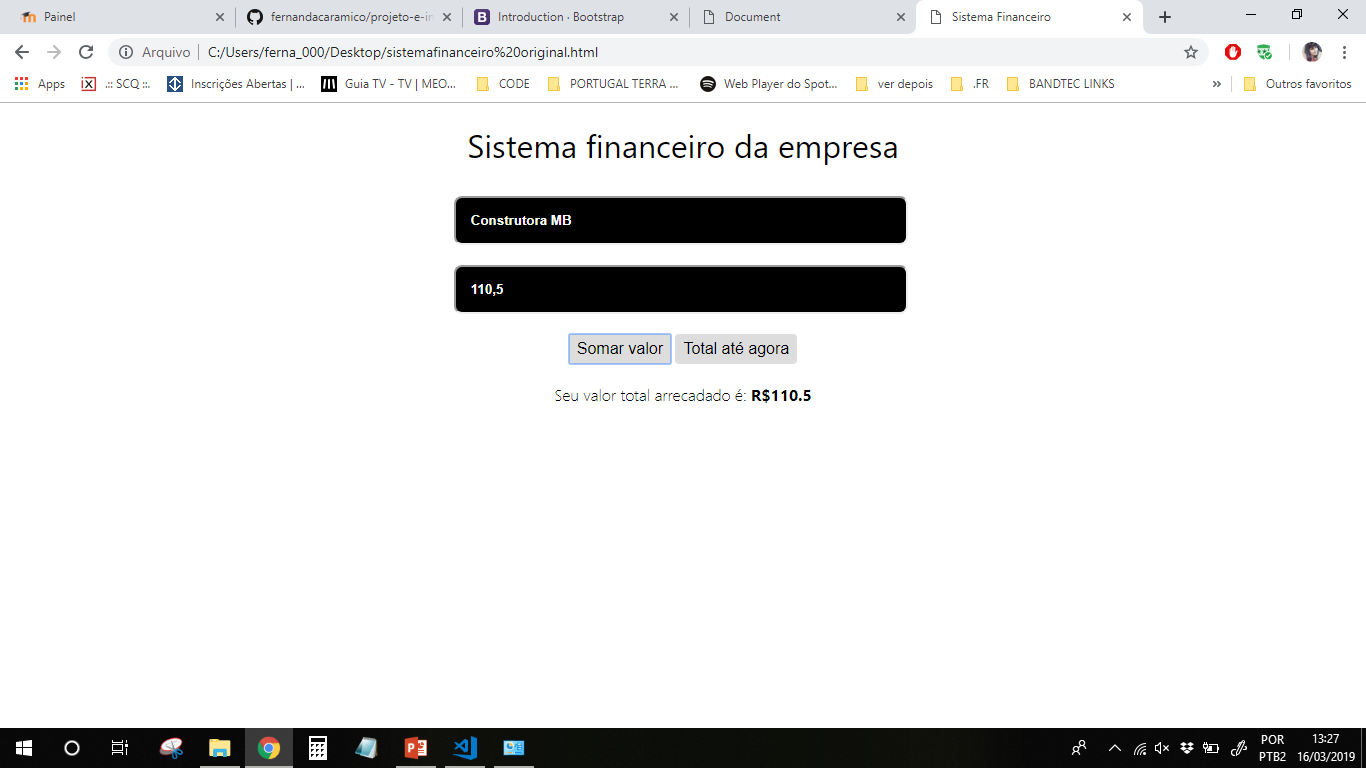 Painel
fernandacaramico/projeto-e-in
Introduction · Bootstrap
Document
Sistema Financeiro
Arquivo
C:/Users/ferna_000/Desktop/sistemafinanceiro%20original.html
Apps
.:: SCQ ::.
Inscrições Abertas | ...
Guia TV - TV | MEO...
CODE
PORTUGAL TERRA ...
Web Player do Spot...
ver depois
.FR
BANDTEC LINKS
»
Outros favoritos
Sistema financeiro da empresa
Construtora MB
110,5
Somar valor
Total até agora
Seu valor total arrecadado é: R$110.5
POR
PTB2
13:27
16/03/2019